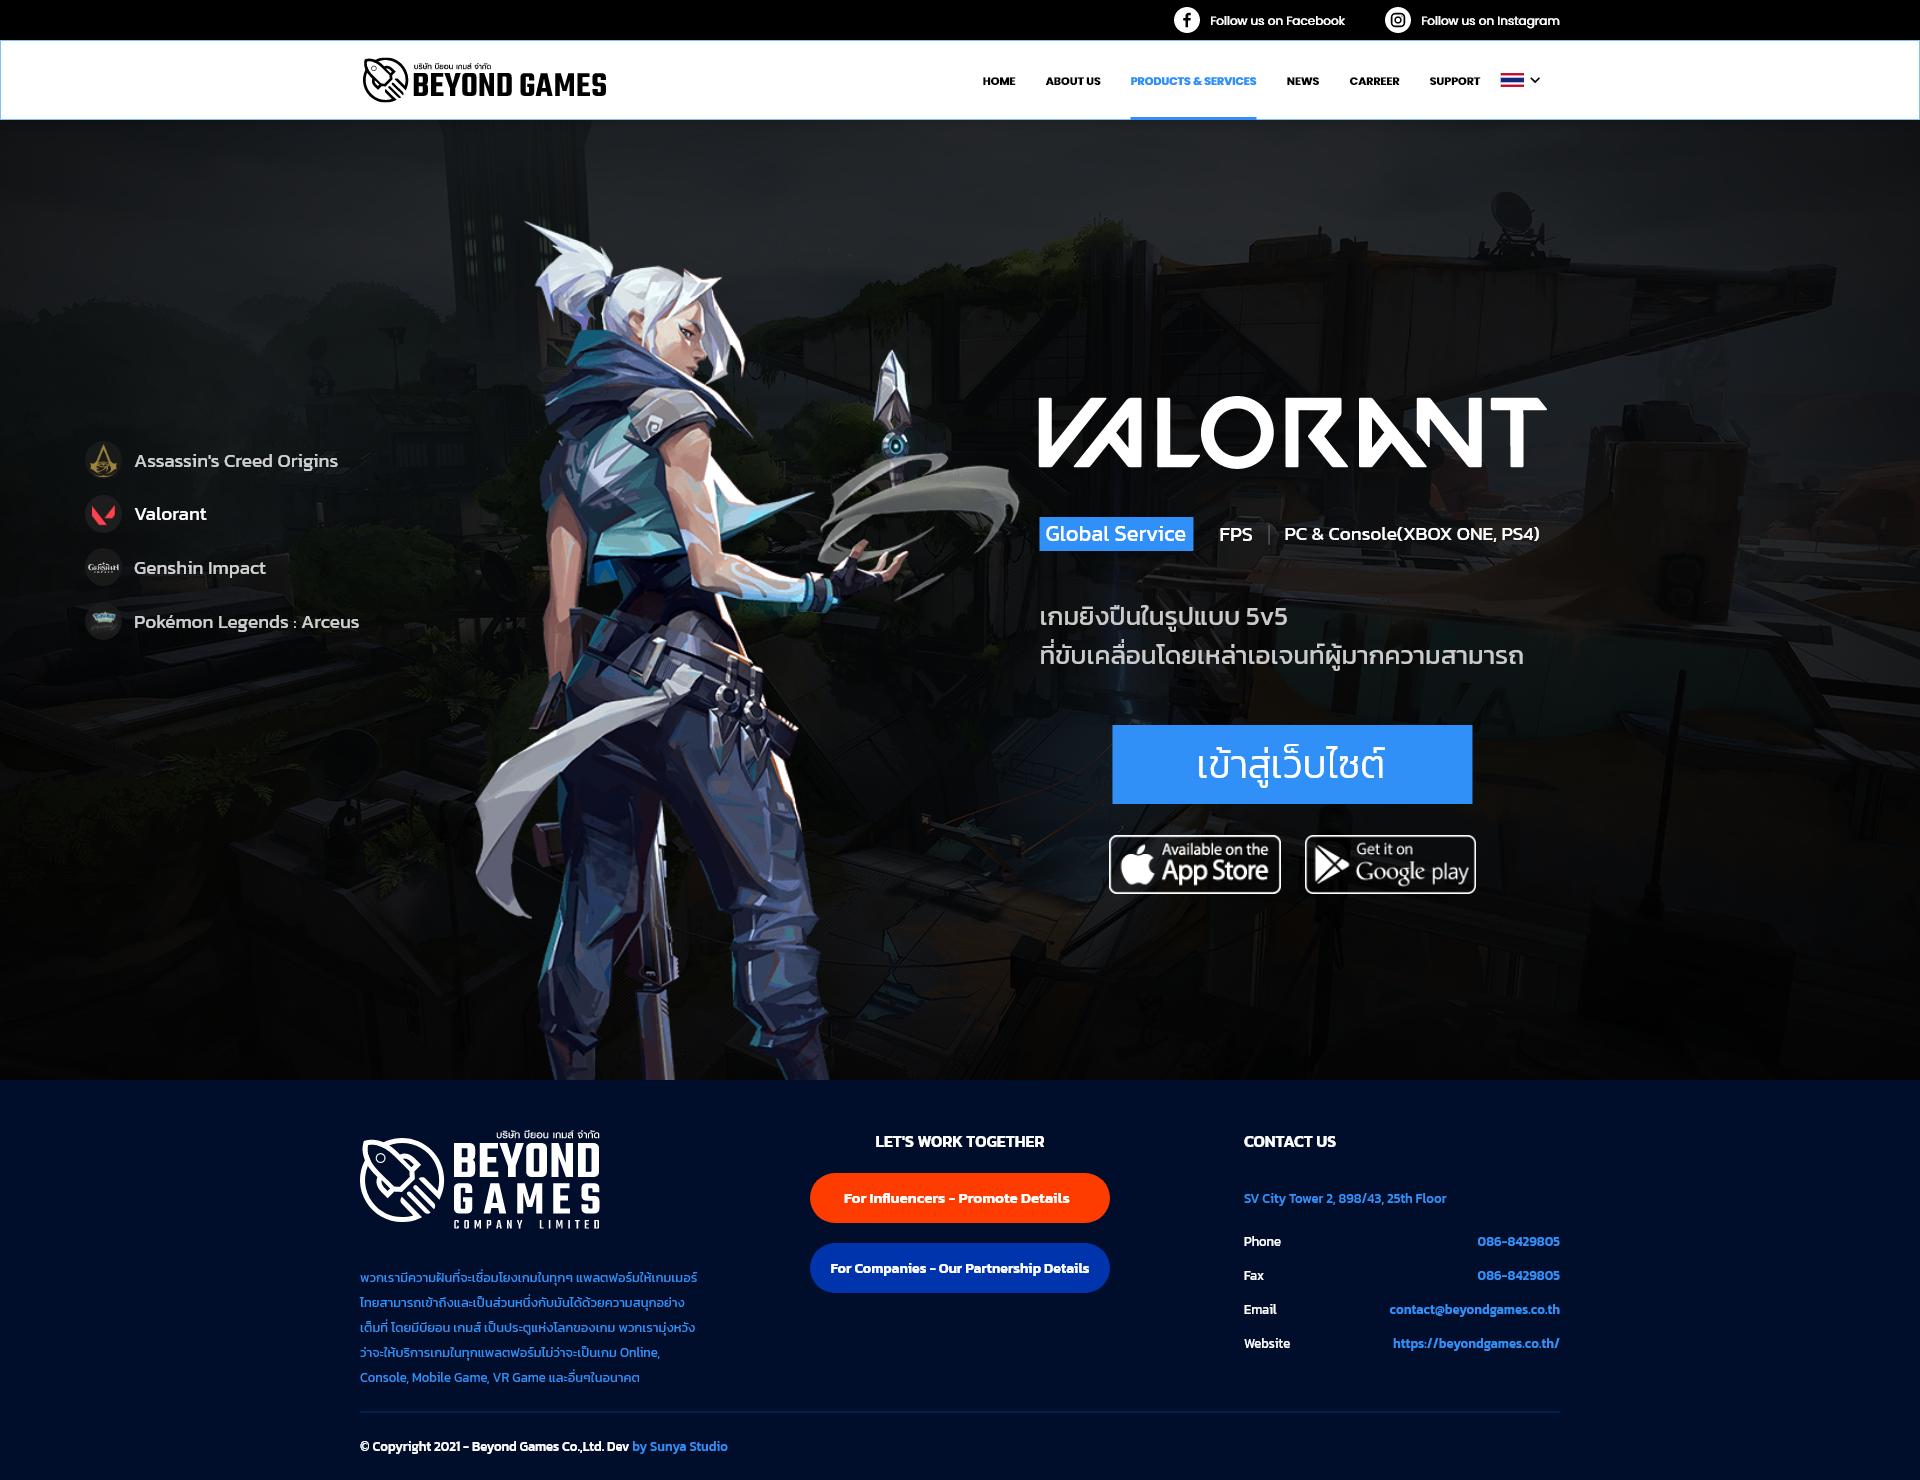 Follow us on Facebook
Follow us on Instagram
บริษัท บียอน เกมส์ จำกัด
BEYOND GAMES
HOME
ABOUT US
PRODUCTS & SERVICES
NEWS
CARREER
SUPPORT
Assassin's Creed Origins
Valorant
Genshin Impact
Pokémon Legends : Arceus
VALORANT
Global Service
FPS
PC & Console(XBOX ONE, PS4)
เกมยิงปืนในรูปแบบ 5v5
ที่ขับเคลื่อนโดยเหล่าเอเจนท์ผู้มากความสามารถ
เข้าสู่เว็บไซต์
Available on the
App Store
Get it on
Google play
บริษัท บียอน เกมส์ จำกัด
BEYOND
GAMES
COMPANY LIMITED
พวกเรามีความฝันที่จะเชื่อมโยงเกมในทุกๆ แพลตฟอร์มให้เกมเมอร์
ไทยสามารถเข้าถึงและเป็นส่วนหนึ่งกับมันได้ด้วยความสนุกอย่าง
เต็มที่ โดยมีบียอน เกมส์ เป็นประตูแห่งโลกของเกม พวกเรามุ่งหวัง
ว่าจะให้บริการเกมในทุกแพลตฟอร์มไม่ว่าจะเป็นเกม Online,
Console, Mobile Game, VR Game และอื่นๆในอนาคต
LET'S WORK TOGETHER
For Influencers - Promote Details
For Companies - Our Partnership Details
CONTACT US
SV City Tower 2, 898/43, 25th Floor
Phone 086-8429805
Fax 086-8429805
Email contact@beyondgames.co.th
Website https://beyondgames.co.th/
© Copyright 2021 - Beyond Games Co.,Ltd. Dev by Sunya Studio